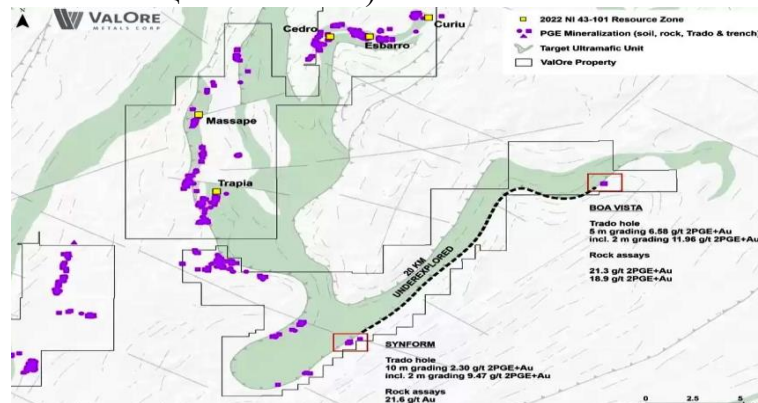 VALORE
METALS CORP
N
2022 NI 43-101 Resource Zone
PGE Mineralization (soil, rock, Trado & trench)
Target Ultramafic Unit
ValOre Property
Curiu
Cedro
Esbarro
Massape
Trapia
BOA VISTA
Trado hole
5 m grading 6.58 g/t 2PGE+Au
incl. 2 m grading 11.96 g/t 2PGE+Au
Rock assays
21.3 g/t 2PGE+Au
18.9 g/t 2PGE+Au
20 KM
UNDEREXPLORED
SYNFORM
Trado hole
10 m grading 2.30 g/t 2PGE+Au
incl. 2 m grading 9.47 g/t 2PGE+Au
Rock assays
21.6 g/t Au
0 2.5 5